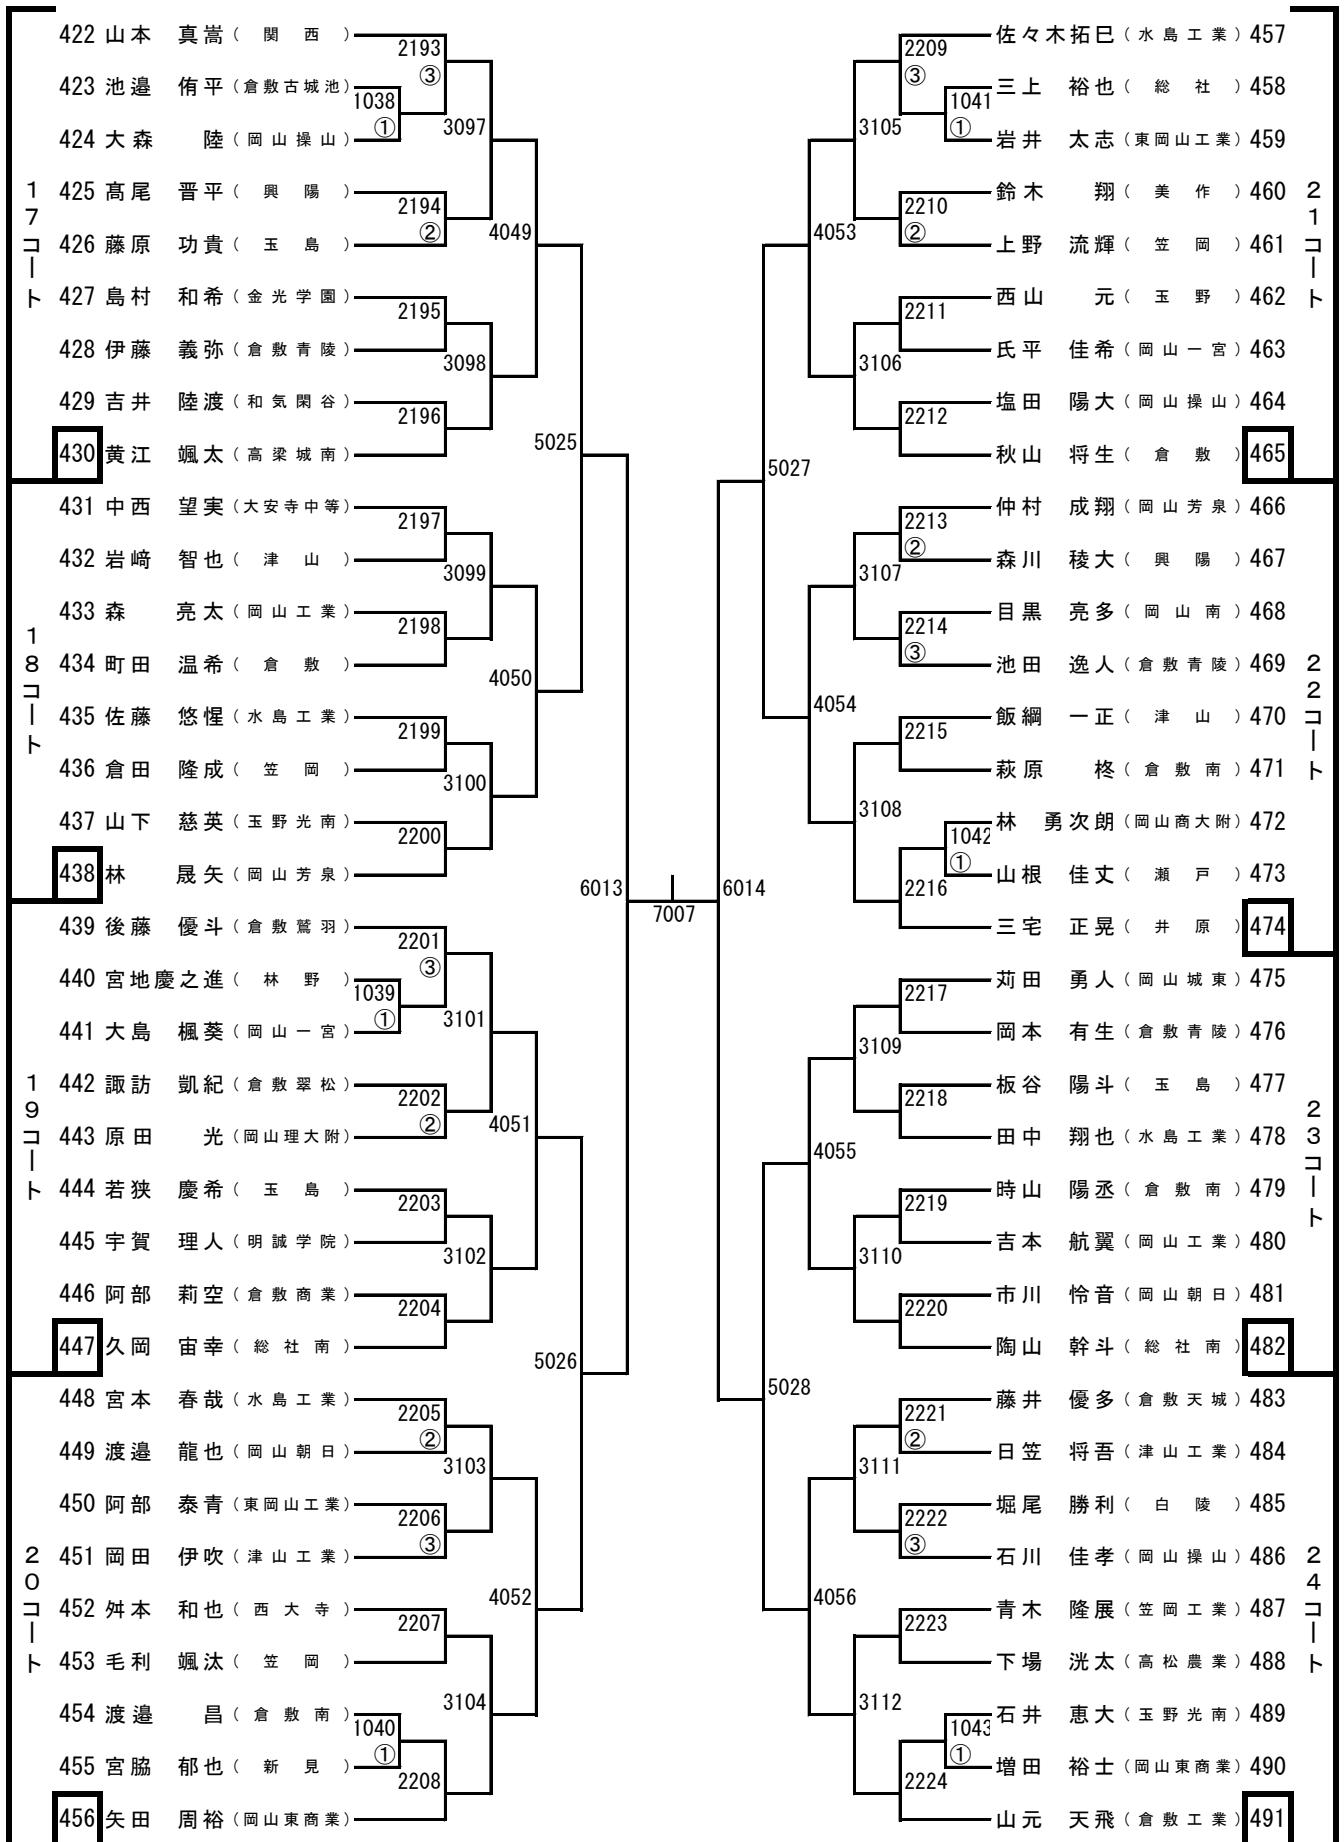 422 山本 真嵩 (関西)
2193
③
423 池邉 侑平 (倉敷古城池)
1038
①
424 大森 陸 (岡山操山)
3097
17コート
425 髙尾 晋平 (興陽)
2194
②
426 藤原 功貴 (玉島)
4049
427 島村 和希 (金光学園)
2195
428 伊藤 義弥 (倉敷青陵)
3098
429 吉井 陸渡 (和気閑谷)
2196
430 黄江 颯太 (高梁城南)
5025
431 中西 望実 (大安寺中等)
2197
432 岩﨑 智也 (津山)
3099
433 森 亮太 (岡山工業)
2198
18コート
434 町田 温希 (倉敷)
4050
435 佐藤 悠惺 (水島工業)
2199
436 倉田 隆成 (笠岡)
3100
437 山下 慈英 (玉野光南)
2200
438 林 晟矢 (岡山芳泉)
6013
439 後藤 優斗 (倉敷鷲羽)
2201
③
440 宮地慶之進 (林野)
1039
①
441 大島 楓葵 (岡山一宮)
3101
19コート
442 諏訪 凱紀 (倉敷翠松)
2202
②
443 原田 光 (岡山理大附)
4051
444 若狭 慶希 (玉島)
2203
445 宇賀 理人 (明誠学院)
3102
446 阿部 莉空 (倉敷商業)
2204
447 久岡 宙幸 (総社南)
5026
448 宮本 春哉 (水島工業)
2205
②
449 渡邉 龍也 (岡山朝日)
3103
450 阿部 泰青 (東岡山工業)
2206
③
20コート
451 岡田 伊吹 (津山工業)
4052
452 舛本 和也 (西大寺)
2207
453 毛利 颯汰 (笠岡)
3104
454 渡邉 昌 (倉敷南)
1040
①
455 宮脇 郁也 (新見)
2208
456 矢田 周裕 (岡山東商業)
7007
佐々木拓巳 (水島工業) 457
2209
③
三上 裕也 (総社) 458
1041
①
岩井 太志 (東岡山工業) 459
3105
21コート
鈴木 翔 (美作) 460
2210
②
上野 流輝 (笠岡) 461
4053
西山 元 (玉野) 462
2211
氏平 佳希 (岡山一宮) 463
3106
塩田 陽大 (岡山操山) 464
2212
秋山 将生 (倉敷) 465
5027
仲村 成翔 (岡山芳泉) 466
2213
②
森川 稜大 (興陽) 467
3107
目黒 亮多 (岡山南) 468
2214
③
22コート
池田 逸人 (倉敷青陵) 469
4054
飯綱 一正 (津山) 470
2215
萩原 柊 (倉敷南) 471
3108
林 勇次朗 (岡山商大附) 472
1042
①
山根 佳丈 (瀬戸) 473
2216
三宅 正晃 (井原) 474
6014
苅田 勇人 (岡山城東) 475
2217
岡本 有生 (倉敷青陵) 476
3109
板谷 陽斗 (玉島) 477
2218
23コート
田中 翔也 (水島工業) 478
4055
時山 陽丞 (倉敷南) 479
2219
吉本 航翼 (岡山工業) 480
3110
市川 怜音 (岡山朝日) 481
2220
陶山 幹斗 (総社南) 482
5028
藤井 優多 (倉敷天城) 483
2221
②
日笠 将吾 (津山工業) 484
3111
堀尾 勝利 (白陵) 485
2222
③
24コート
石川 佳孝 (岡山操山) 486
4056
青木 隆展 (笠岡工業) 487
2223
下場 洸太 (高松農業) 488
3112
石井 恵大 (玉野光南) 489
1043
①
増田 裕士 (岡山東商業) 490
2224
山元 天飛 (倉敷工業) 491